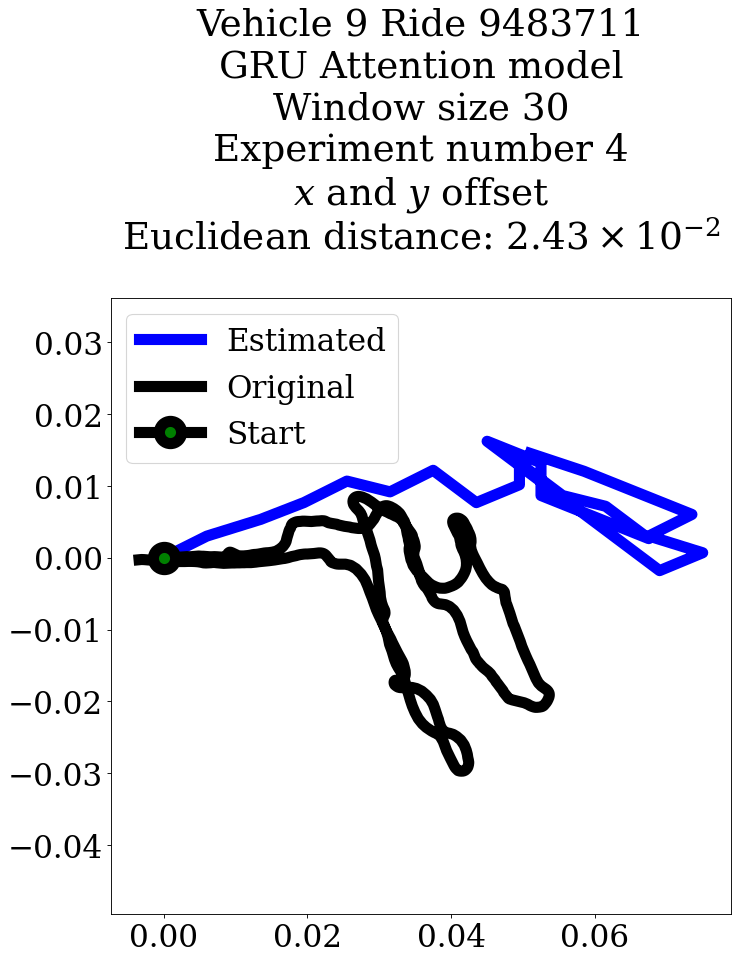 Vehicle 9 Ride 9483711
GRU Attention model
Window size 30
Experiment number 4
x and y offset
Euclidean distance: 2.43 × 10⁻²
Estimated
Original
Start
0.03
0.02
0.01
0.00
−0.01
−0.02
−0.03
−0.04
0.00 0.02 0.04 0.06